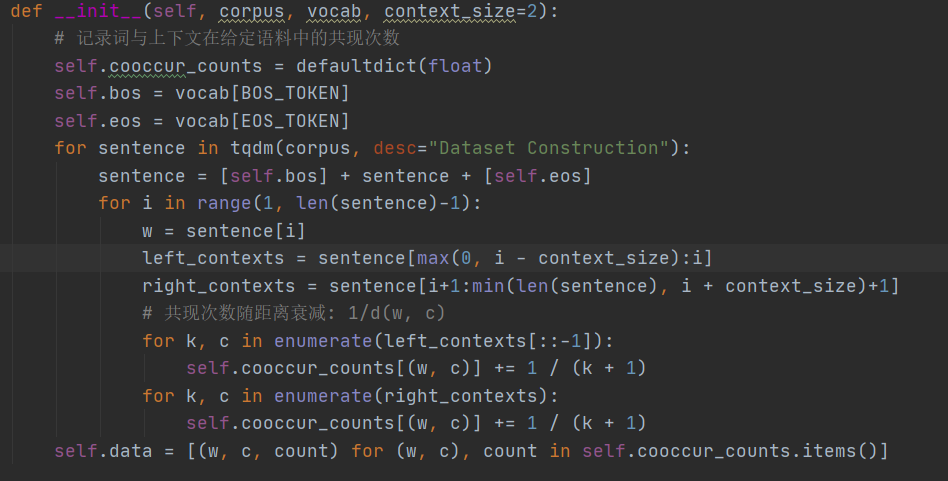 def __init__(self, corpus, vocab, context_size=2):
    # 记录词与上下文在给定语料中的共现次数
    self.cooccur_counts = defaultdict(float)
    self.bos = vocab[BOS_TOKEN]
    self.eos = vocab[EOS_TOKEN]
    for sentence in tqdm(corpus, desc="Dataset Construction"):
        sentence = [self.bos] + sentence + [self.eos]
        for i in range(1, len(sentence)-1):
            w = sentence[i]
            left_contexts = sentence[max(0, i - context_size):i]
            right_contexts = sentence[i+1:min(len(sentence), i + context_size)+1]
            # 共现次数随距离衰减: 1/d(w, c)
            for k, c in enumerate(left_contexts[::-1]):
                self.cooccur_counts[(w, c)] += 1 / (k + 1)
            for k, c in enumerate(right_contexts):
                self.cooccur_counts[(w, c)] += 1 / (k + 1)
    self.data = [(w, c, count) for (w, c), count in self.cooccur_counts.items()]